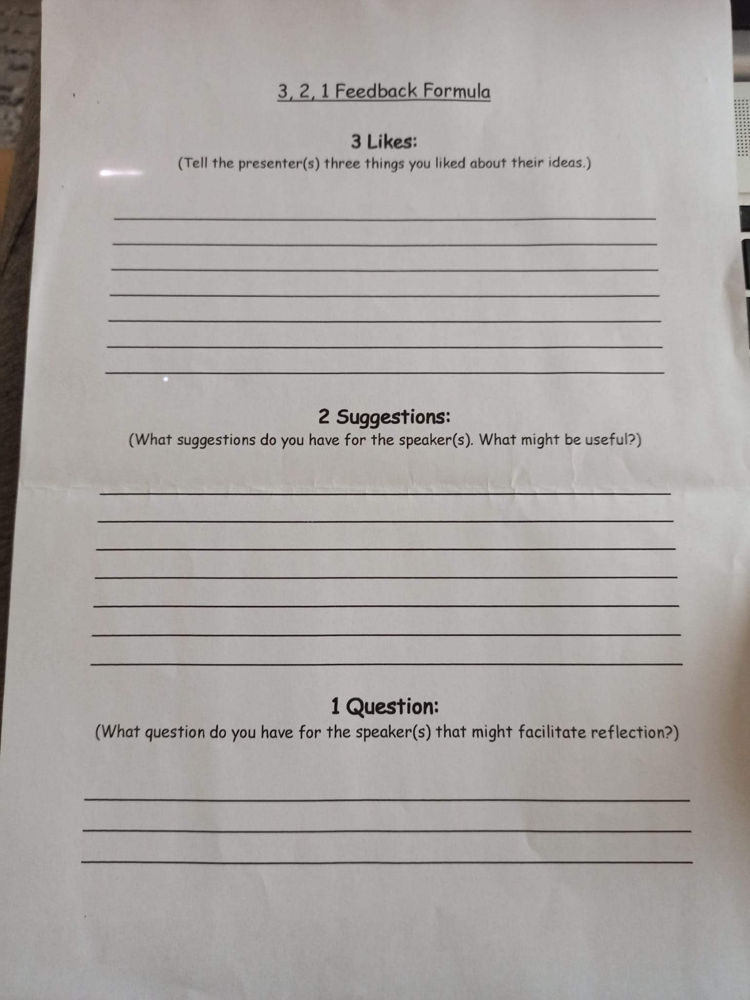 3, 2, 1 Feedback Formula
3 Likes:
(Tell the presenter(s) three things you liked about their ideas.)
2 Suggestions:
(What suggestions do you have for the speaker(s). What might be useful?)
1 Question:
(What question do you have for the speaker(s) that might facilitate reflection?)